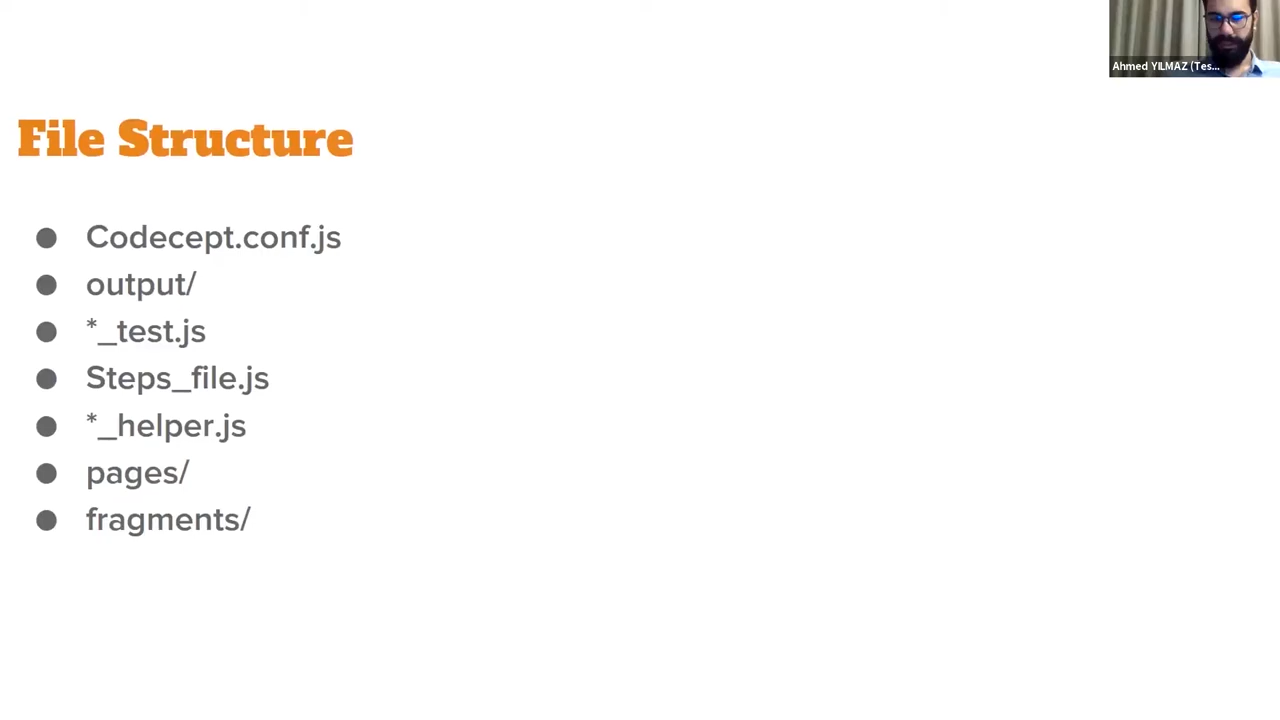 Ahmed YILMAZ (Tes...
File Structure
Codecept.conf.js
output/
*_test.js
Steps_file.js
*_helper.js
pages/
fragments/